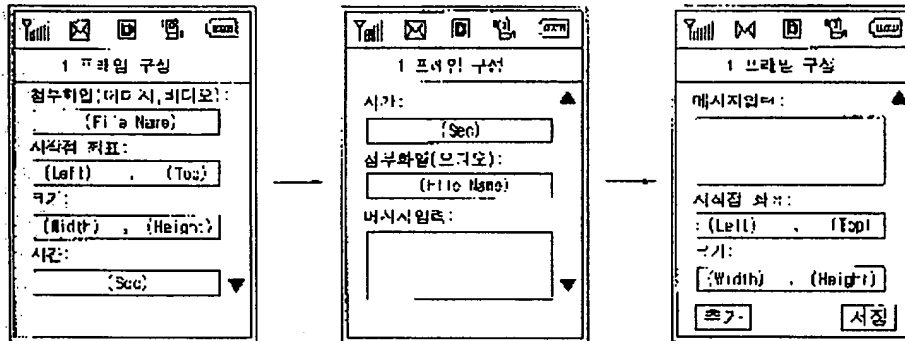 1 프레임 구성
첨부화일(이미지,비디오):
(File Name)
시작점 좌표:
(Left) , (Top)
크기:
(Width) , (Height)
시간:
(Sec)
1 프레임 구성
시간:
(Sec)
첨부화일(오디오):
(File Name)
메시지입력:
1 프레임 구성
메시지입력:
시작점 좌표:
(Left) , (Top)
크기:
(Width) , (Height)
추가
저장